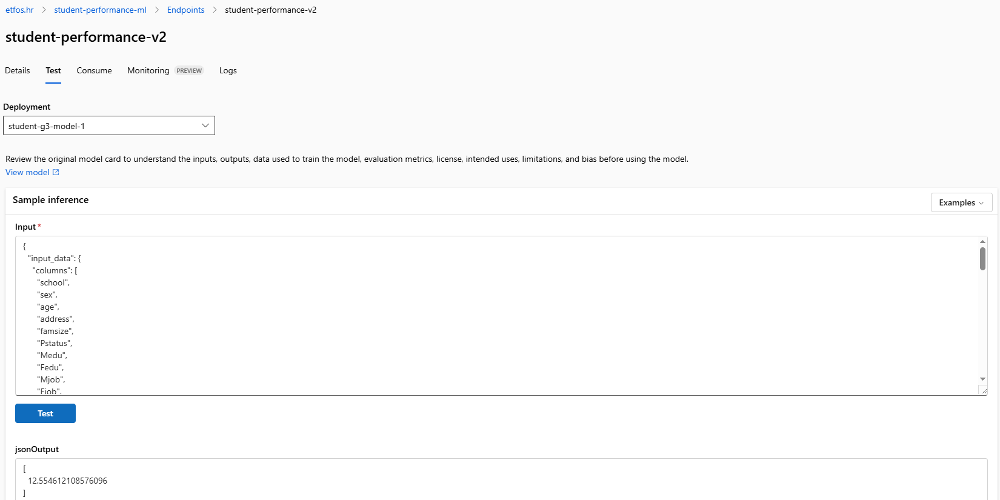 etfos.hr > student-performance-ml > Endpoints > student-performance-v2
student-performance-v2
Details Test Consume Monitoring PREVIEW Logs
Deployment
student-g3-model-1
Review the original model card to understand the inputs, outputs, data used to train the model, evaluation metrics, license, intended uses, limitations, and bias before using the model.
View model
Sample inference
Examples
Input *
{
"input_data": {
"columns": [
"school",
"sex",
"age",
"address",
"famsize",
"Pstatus",
"Medu",
"Fedu",
"Mjob",
"Fjob",
Test
jsonOutput
[
12.554612108576096
]